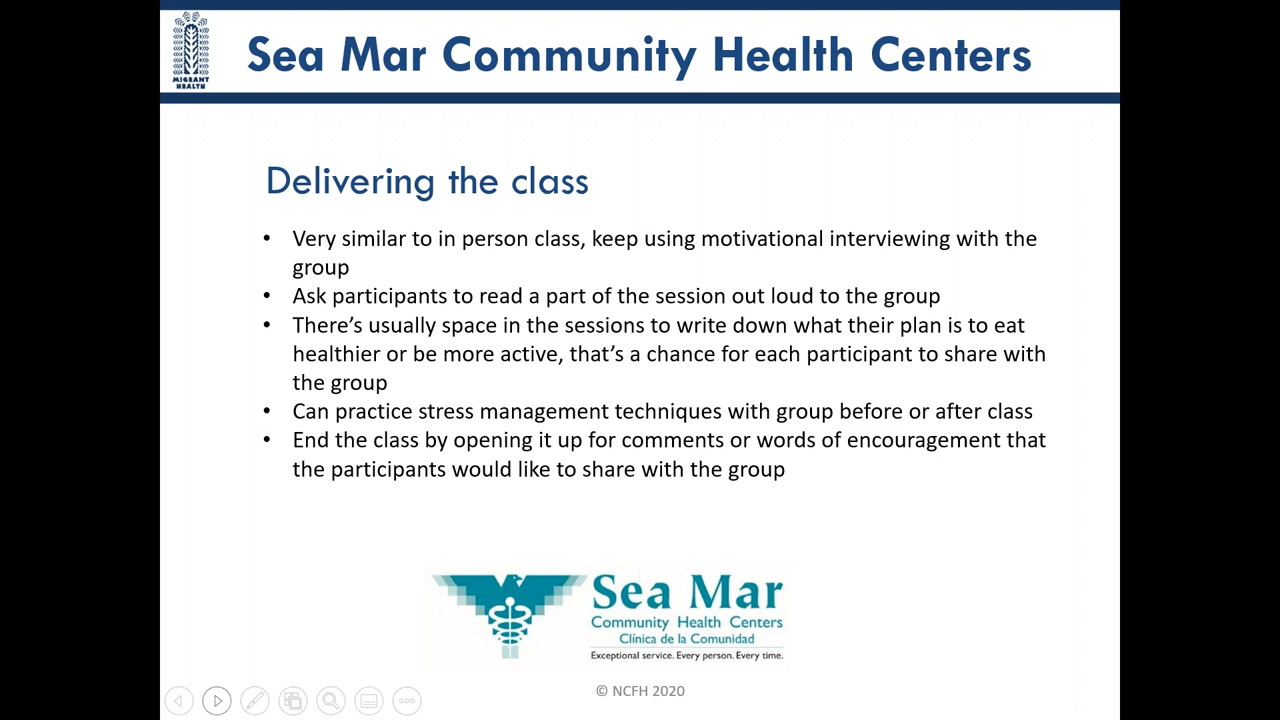 Sea Mar Community Health Centers
MIGRANT
HEALTH
Delivering the class
• Very similar to in person class, keep using motivational interviewing with the
group
• Ask participants to read a part of the session out loud to the group
• There’s usually space in the sessions to write down what their plan is to eat
healthier or be more active, that’s a chance for each participant to share with
the group
• Can practice stress management techniques with group before or after class
• End the class by opening it up for comments or words of encouragement that
the participants would like to share with the group
Sea Mar
Community Health Centers
Clínica de la Comunidad
Exceptional service. Every person. Every time.
© NCFH 2020